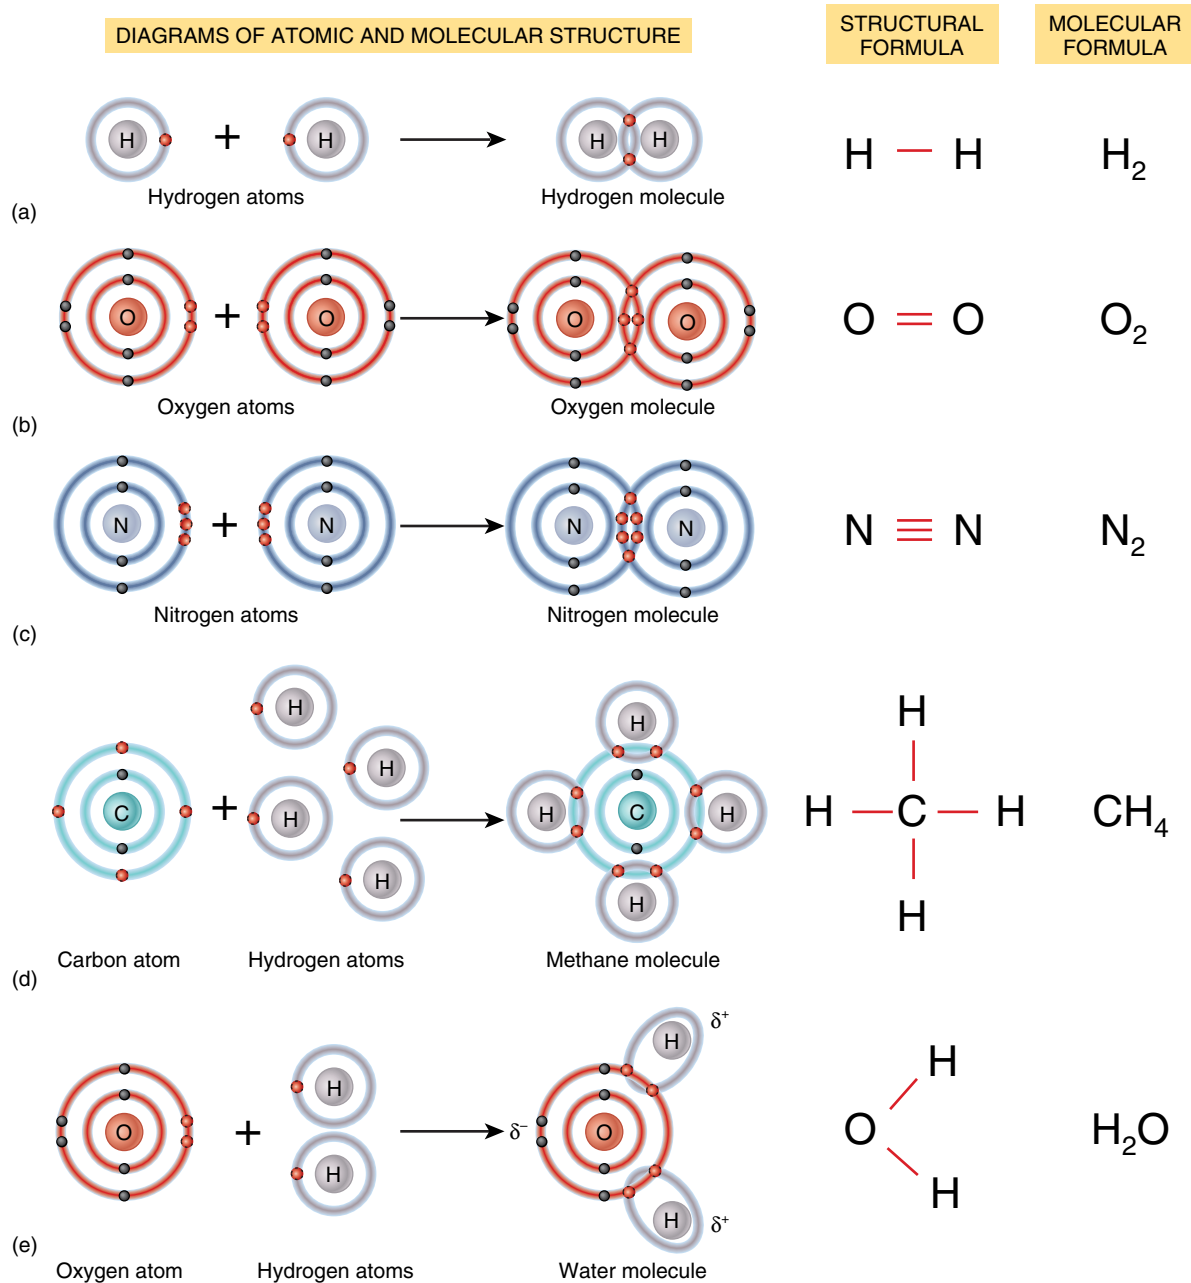 DIAGRAMS OF ATOMIC AND MOLECULAR STRUCTURE
STRUCTURAL
FORMULA
MOLECULAR
FORMULA
H + H H H
H — H
H₂
Hydrogen atoms
Hydrogen molecule
(a)
O + O O O
O = O
O₂
Oxygen atoms
Oxygen molecule
(b)
N + N N N
N ≡ N
N₂
Nitrogen atoms
Nitrogen molecule
(c)
H
H
H
H
C +
H
H
C
H
H
H
H
H — C — H
H
CH₄
Carbon atom
Hydrogen atoms
Methane molecule
(d)
O +
H
H
δ⁻
O
H
δ⁺
H
δ⁺
O
H
H
H₂O
(e)
Oxygen atom
Hydrogen atoms
Water molecule